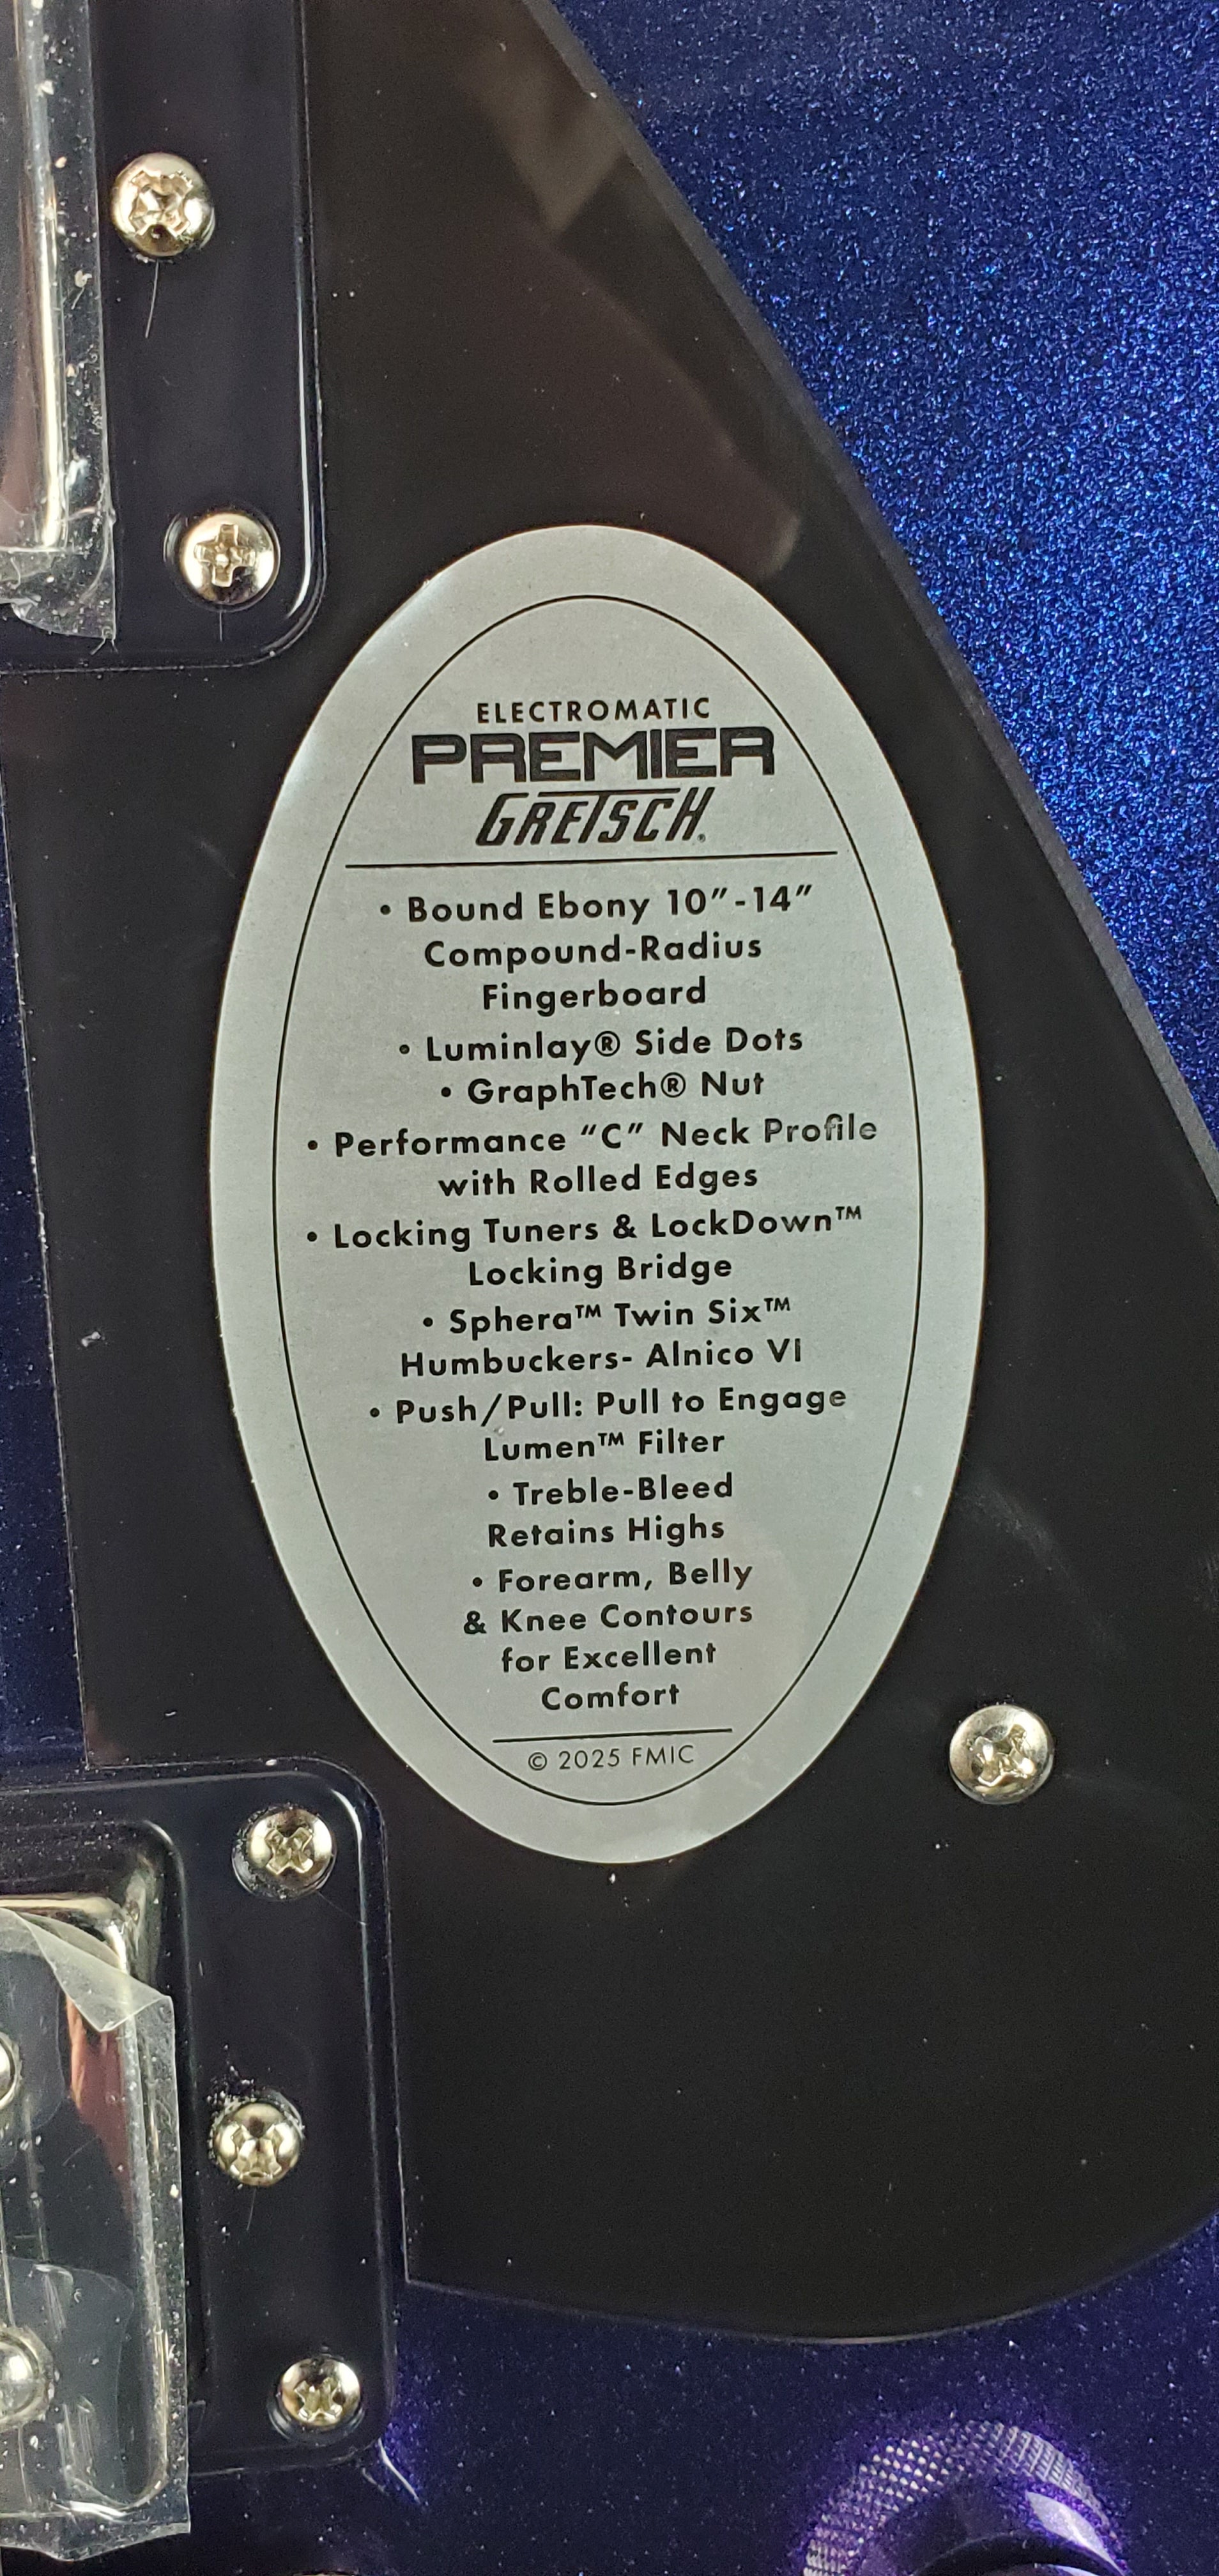 ELECTROMATIC
PREMIER
GRETSCH®
• Bound Ebony 10″-14″
Compound-Radius
Fingerboard
• Luminlay® Side Dots
• GraphTech® Nut
• Performance “C” Neck Profile
with Rolled Edges
• Locking Tuners & LockDown™
Locking Bridge
• Sphera™ Twin Six™
Humbuckers- Alnico VI
• Push/Pull: Pull to Engage
Lumen™ Filter
• Treble-Bleed
Retains Highs
• Forearm, Belly
& Knee Contours
for Excellent
Comfort
© 2025 FMIC